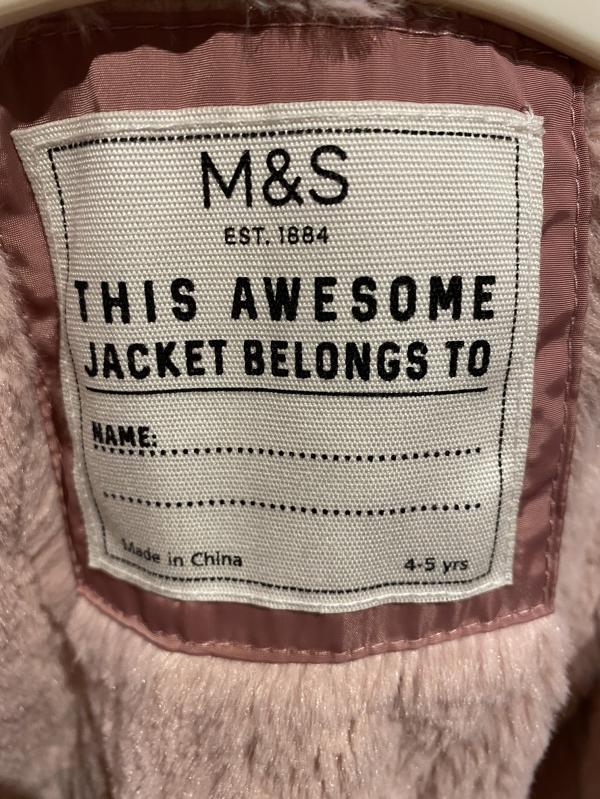 M&S
EST. 1884
THIS AWESOME
JACKET BELONGS TO
NAME:
Made in China
4-5 yrs